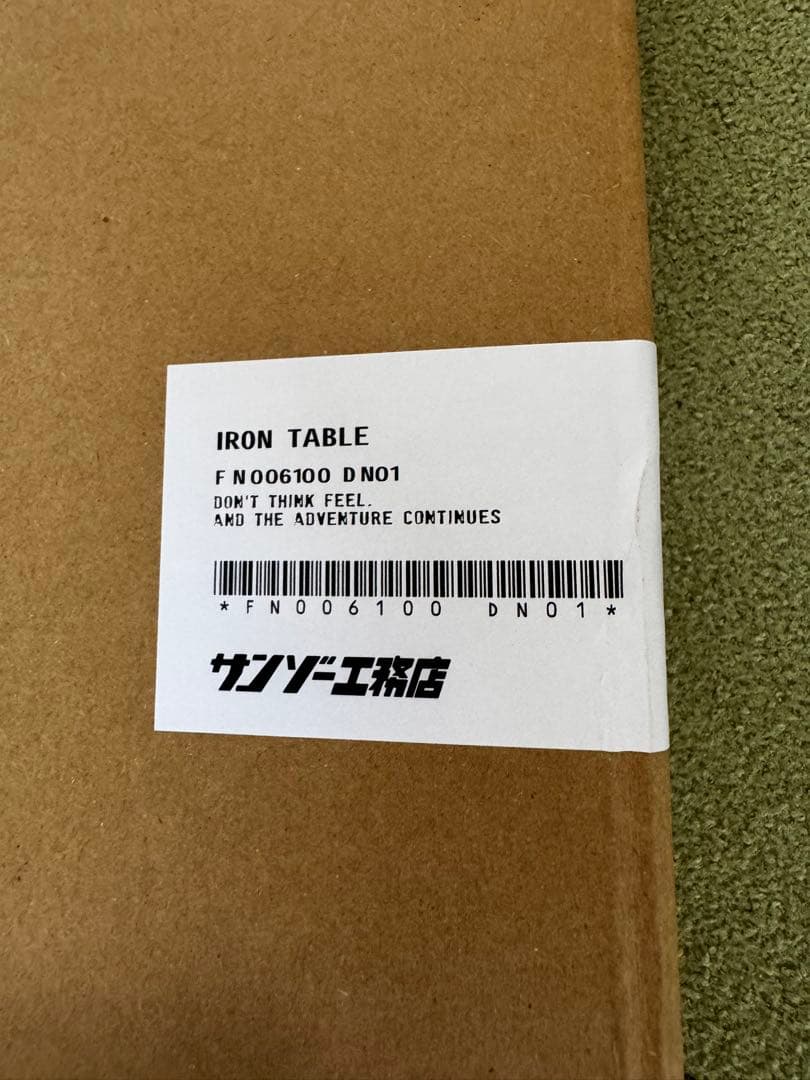 IRON TABLE
FN006100 DN01
DON'T THINK FEEL.
AND THE ADVENTURE CONTINUES
*FN006100 DN01*
サンゾー工務店